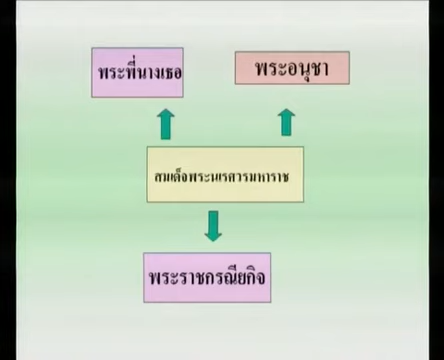 พระที่นางเธอ
พระอนุชา
สมเด็จพระนเรศวรมหาราช
พระราชกรณียกิจ